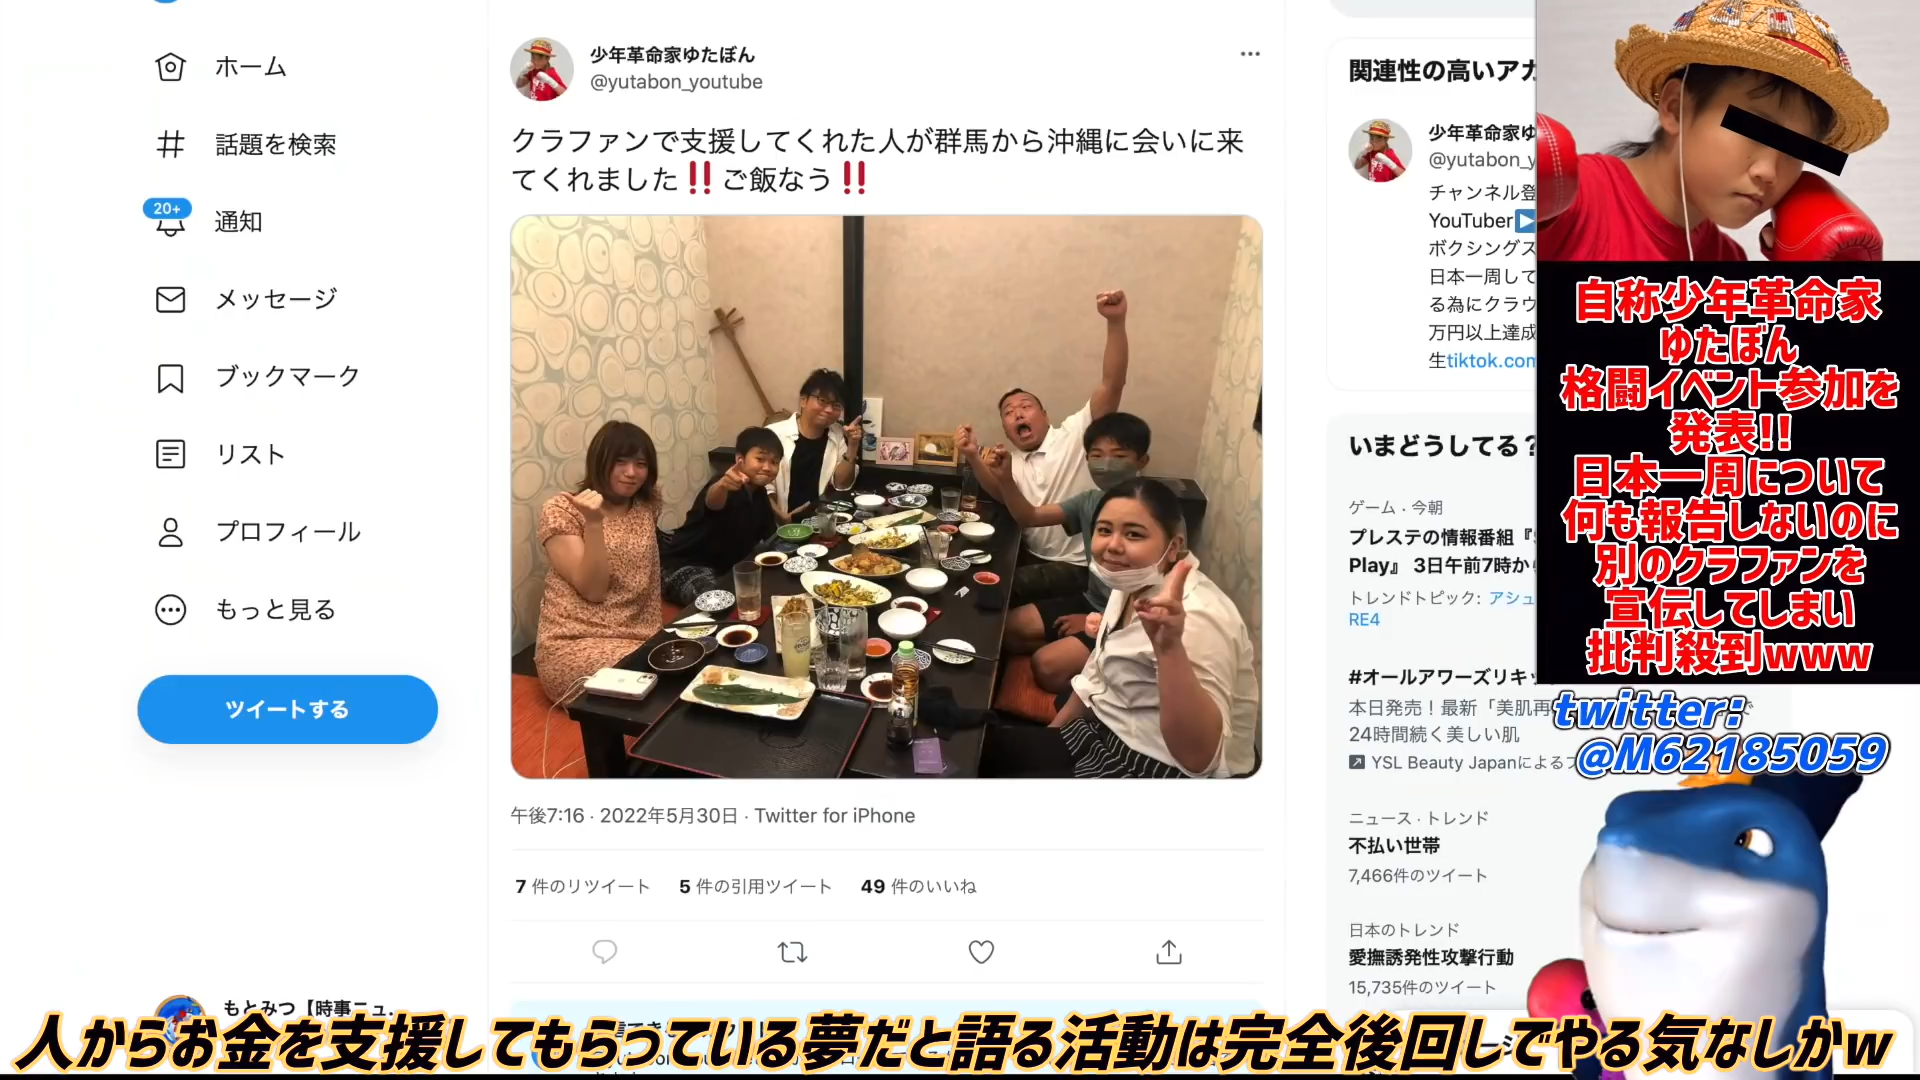 ホーム
話題を検索
20+
通知
メッセージ
ブックマーク
リスト
プロフィール
もっと見る
ツイートする
もとみつ【時事ニュ...
少年革命家ゆたぼん
@yutabon_youtube
クラファンで支援してくれた人が群馬から沖縄に会いに来
てくれました‼️ご飯なう‼️
午後7:16 · 2022年5月30日 · Twitter for iPhone
7 件のリツイート 5 件の引用ツイート 49 件のいいね
関連性の高いアカ
少年革命家ゆ
@yutabon_y
チャンネル登
YouTuber▶
ボクシングス
日本一周して
る為にクラウ
万円以上達成
生tiktok.con
いまどうしてる?
ゲーム · 今朝
プレステの情報番組『
Play』 3日午前7時か
トレンドトピック: アシュ
RE4
#オールアワーズリキッ
本日発売!最新「美肌再
で
24時間続く美しい肌
YSL Beauty Japanによるプ
ニュース · トレンド
不払い世帯
7,466件のツイート
日本のトレンド
愛撫誘発性攻撃行動
15,735件のツイート
自称少年革命家
ゆたぼん
格闘イベント参加を
発表!!
日本一周について
何も報告しないのに
別のクラファンを
宣伝してしまい
批判殺到www
twitter:
@M62185059
人からお金を支援してもらっている夢だと語る活動は完全後回しでやる気なしかw